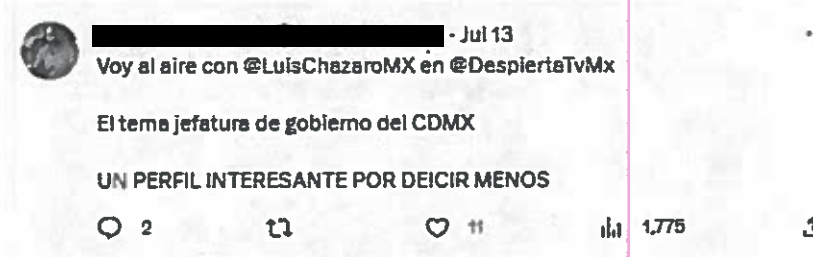 - Jul 13
Voy al aire con @LuisChazaroMX en @DespiertaTvMx
El tema jefatura de gobierno del CDMX
UN PERFIL INTERESANTE POR DEICIR MENOS
2 11 1,775